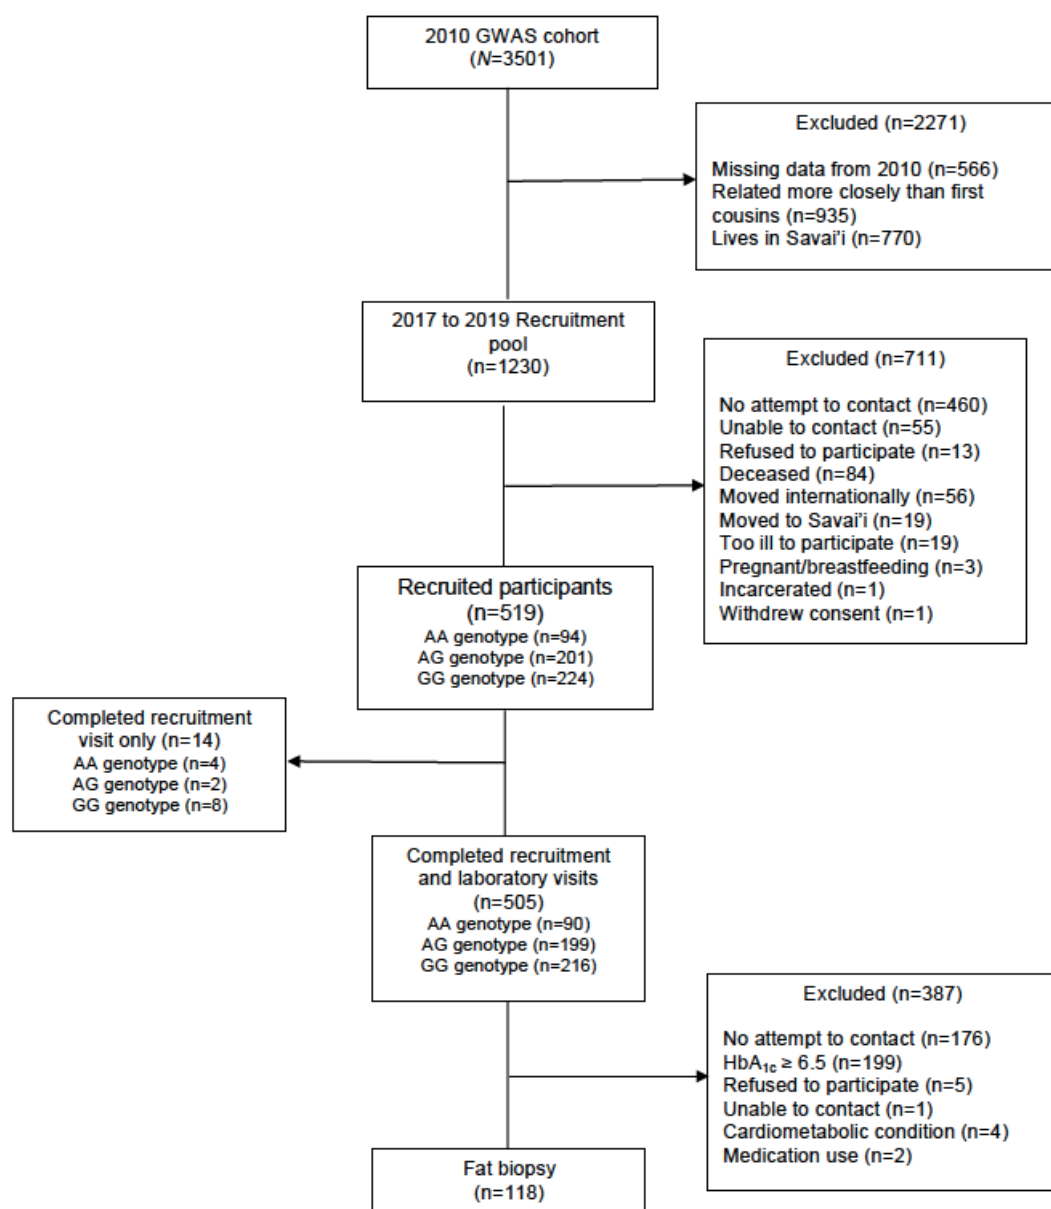 2010 GWAS cohort
(N=3501)
Excluded (n=2271)
Missing data from 2010 (n=566)
Related more closely than first
cousins (n=935)
Lives in Savai'i (n=770)
2017 to 2019 Recruitment
pool
(n=1230)
Excluded (n=711)
No attempt to contact (n=460)
Unable to contact (n=55)
Refused to participate (n=13)
Deceased (n=84)
Moved internationally (n=56)
Moved to Savai'i (n=19)
Too ill to participate (n=19)
Pregnant/breastfeeding (n=3)
Incarcerated (n=1)
Withdrew consent (n=1)
Recruited participants
(n=519)
AA genotype (n=94)
AG genotype (n=201)
GG genotype (n=224)
Completed recruitment
visit only (n=14)
AA genotype (n=4)
AG genotype (n=2)
GG genotype (n=8)
Completed recruitment
and laboratory visits
(n=505)
AA genotype (n=90)
AG genotype (n=199)
GG genotype (n=216)
Excluded (n=387)
No attempt to contact (n=176)
HbA1c ≥ 6.5 (n=199)
Refused to participate (n=5)
Unable to contact (n=1)
Cardiometabolic condition (n=4)
Medication use (n=2)
Fat biopsy
(n=118)